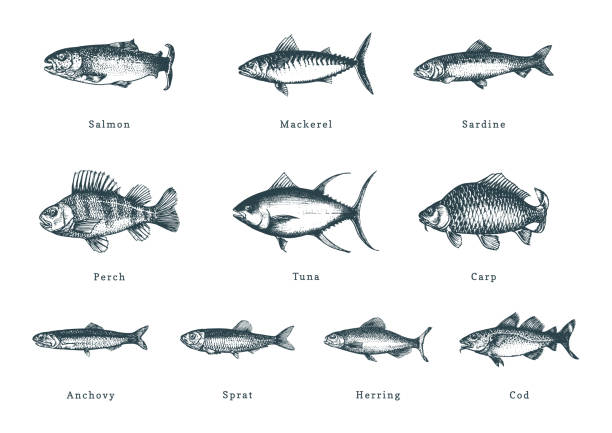 Salmon Mackerel Sardine
Perch Tuna Carp
Anchovy Sprat Herring Cod